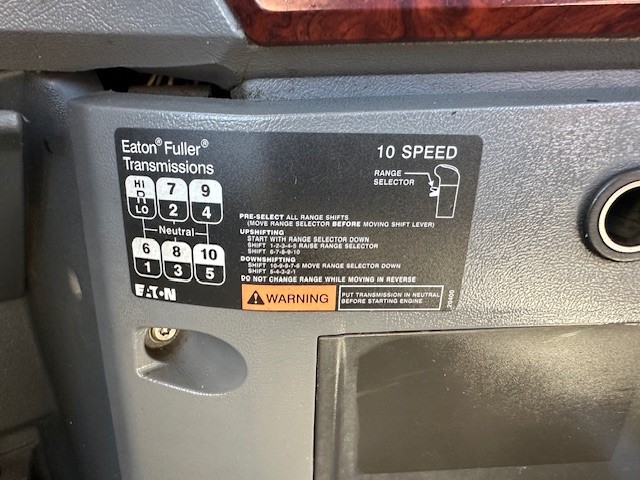 Eaton® Fuller®
Transmissions
10 SPEED
RANGE
SELECTOR
HI 7 9
R
LO 2 4
Neutral
6 8 10
1 3 5
EATON
PRE-SELECT ALL RANGE SHIFTS
(MOVE RANGE SELECTOR BEFORE MOVING SHIFT LEVER)
UPSHIFTING
START WITH RANGE SELECTOR DOWN
SHIFT 1-2-3-4-5 RAISE RANGE SELECTOR
SHIFT 6-7-8-9-10
DOWNSHIFTING
SHIFT 10-9-8-7-6 MOVE RANGE SELECTOR DOWN
SHIFT 5-4-3-2-1
DO NOT CHANGE RANGE WHILE MOVING IN REVERSE
WARNING
PUT TRANSMISSION IN NEUTRAL
BEFORE STARTING ENGINE